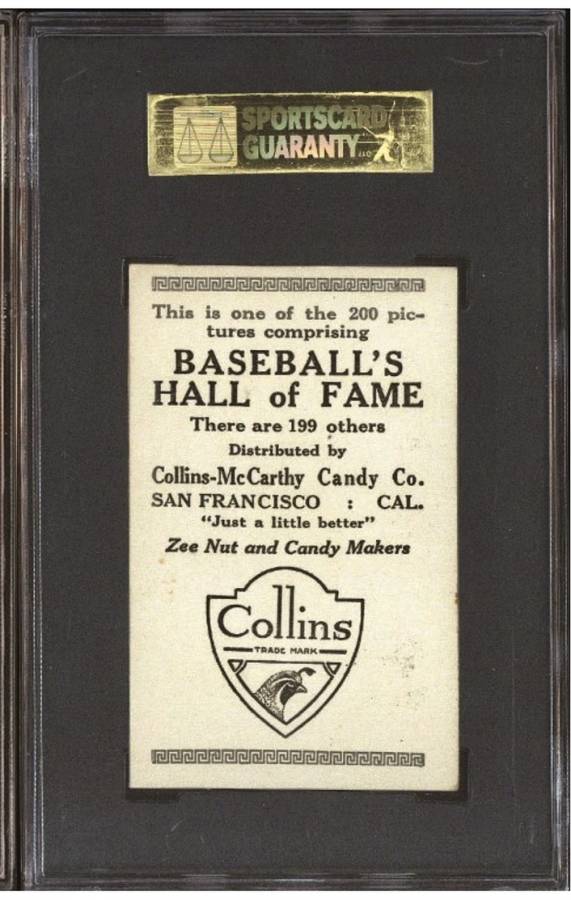 SPORTSCARD
GUARANTY LLC
This is one of the 200 pic-
tures comprising
BASEBALL'S
HALL of FAME
There are 199 others
Distributed by
Collins-McCarthy Candy Co.
SAN FRANCISCO : CAL.
"Just a little better"
Zee Nut and Candy Makers
Collins
TRADE MARK